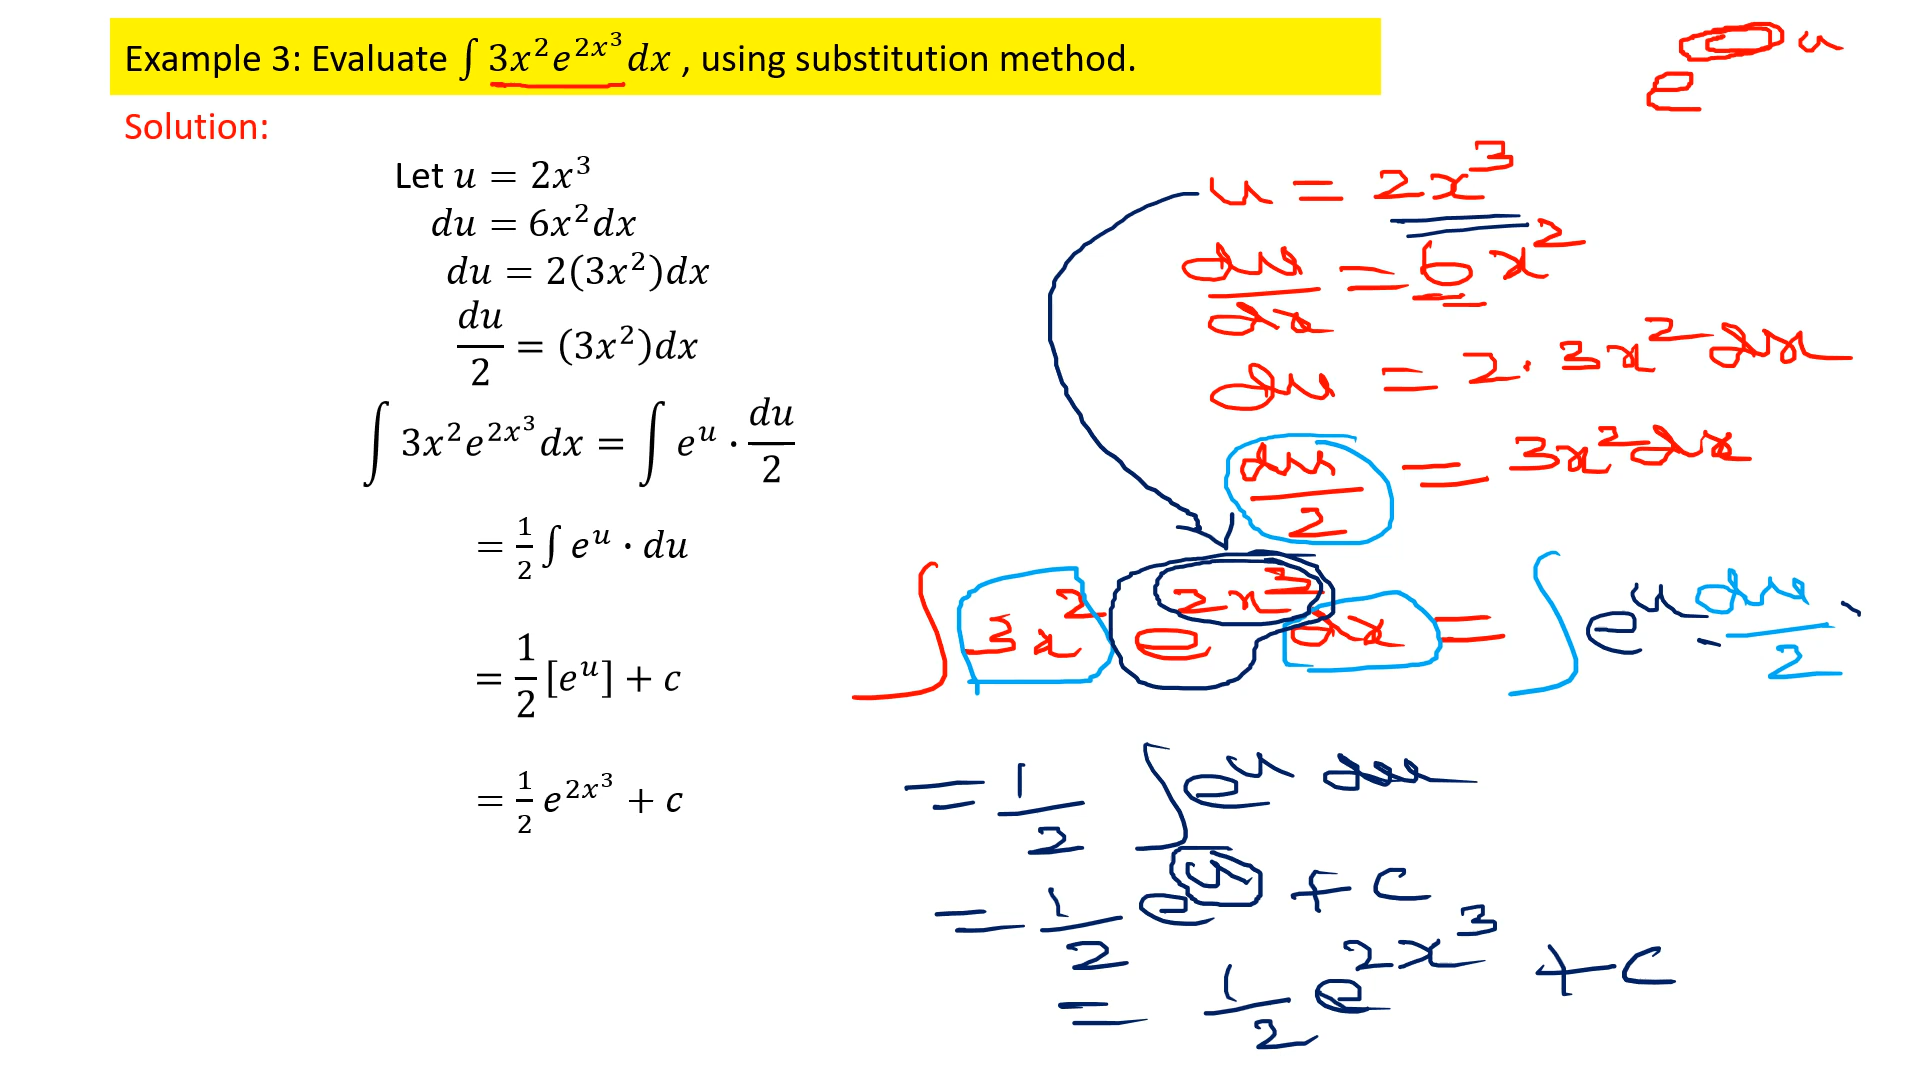 Example 3: Evaluate ∫ 3x²e^{2x³}dx , using substitution method.
Solution:
Let u = 2x³
du = 6x²dx
du = 2(3x²)dx
du/2 = (3x²)dx
∫ 3x²e^{2x³}dx = ∫ e^u · du/2
= 1/2 ∫ e^u · du
= 1/2 [e^u] + c
= 1/2 e^{2x³} + c
e u
u = 2x³
du/dx = 6x²
du = 2·3x²dx
du/2 = 3x²dx
∫ 3x² e^{2x³} dx = ∫ e^u · du/2
= 1/2 ∫ e^u du
= 1/2 e^u + c
= 1/2 e^{2x³} + c